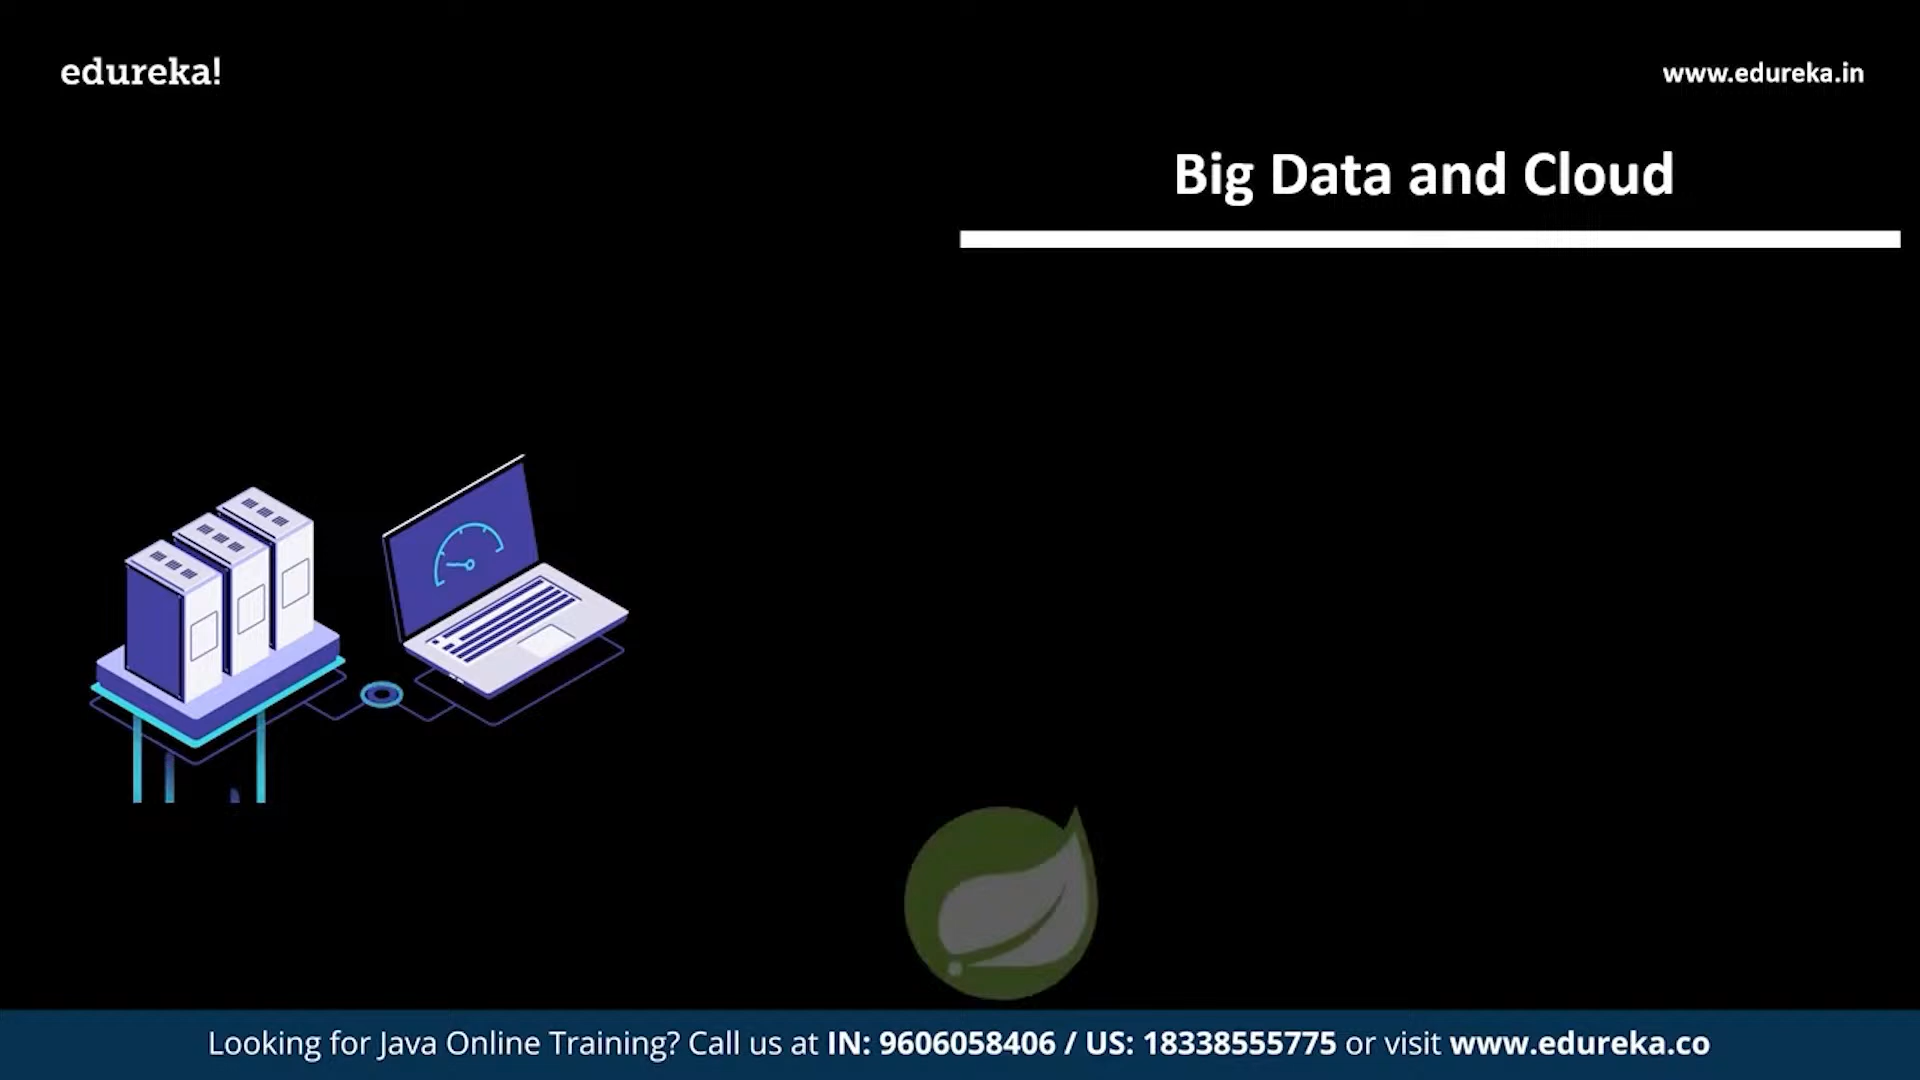 edureka!
www.edureka.in
Big Data and Cloud
Looking for Java Online Training? Call us at IN: 9606058406 / US: 18338555775 or visit www.edureka.co